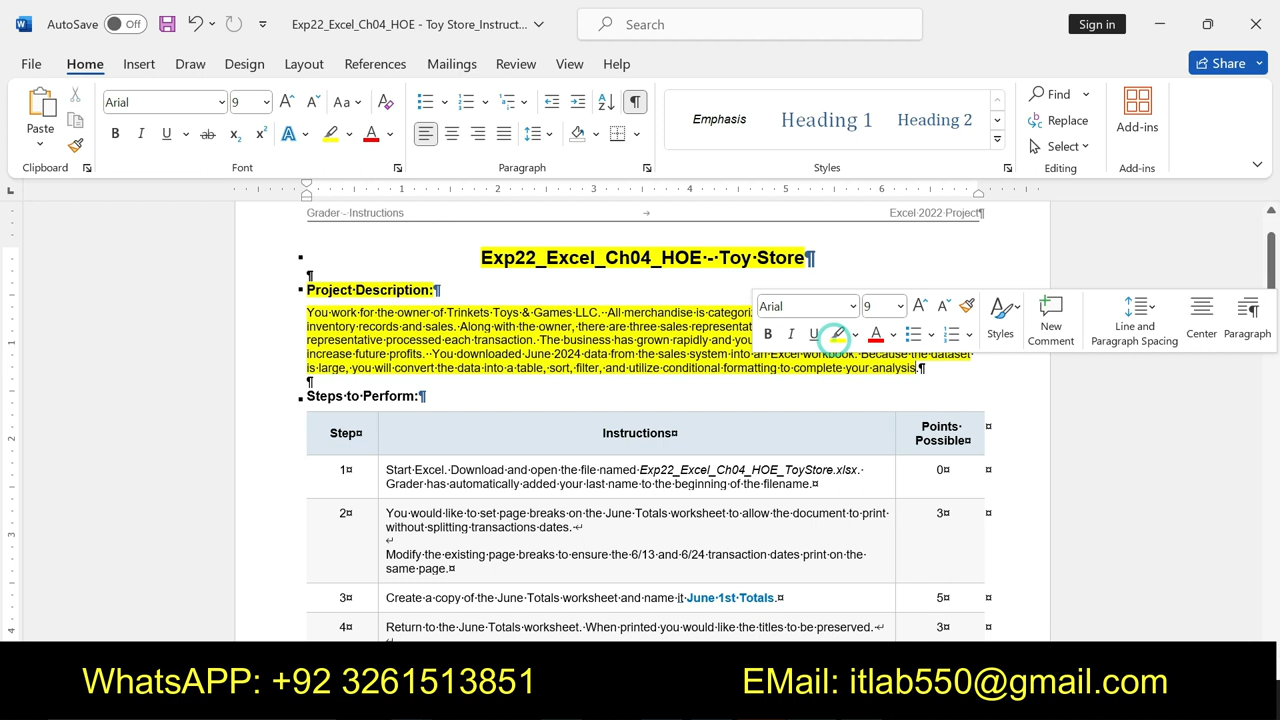 AutoSave Off Exp22_Excel_Ch04_HOE - Toy Store_Instruct... Search Sign in
File Home Insert Draw Design Layout References Mailings Review View Help Share
Paste Arial 9 Aa Emphasis Heading 1 Heading 2 Find Replace Select Add-ins
Clipboard Font Paragraph Styles Editing Add-ins
1 2 3 4 5 6
Grader - Instructions → Excel 2022 Project¶
Exp22_Excel_Ch04_HOE - Toy Store¶
¶
Project Description:¶
You work for the owner of Trinkets Toys & Games LLC. All merchandise is categori
inventory records and sales. Along with the owner, there are three sales representat
representative processed each transaction. The business has grown rapidly and you
increase future profits. You downloaded June 2024 data from the sales system into an Excel workbook. Because the dataset
is large, you will convert the data into a table, sort, filter, and utilize conditional formatting to complete your analysis.¶
Arial 9 Styles New Comment Line and Paragraph Spacing Center Paragraph
¶
Steps to Perform:¶
Step¤ Instructions¤ Points Possible¤ ¤
1¤ Start Excel. Download and open the file named Exp22_Excel_Ch04_HOE_ToyStore.xlsx. 0¤ ¤
Grader has automatically added your last name to the beginning of the filename.¤
2¤ You would like to set page breaks on the June Totals worksheet to allow the document to print 3¤ ¤
without splitting transactions dates. ↵
↵
Modify the existing page breaks to ensure the 6/13 and 6/24 transaction dates print on the
same page.¤
3¤ Create a copy of the June Totals worksheet and name it June 1st Totals.¤ 5¤ ¤
4¤ Return to the June Totals worksheet. When printed you would like the titles to be preserved. ↵ 3¤ ¤
WhatsAPP: +92 3261513851 EMail: itlab550@gmail.com